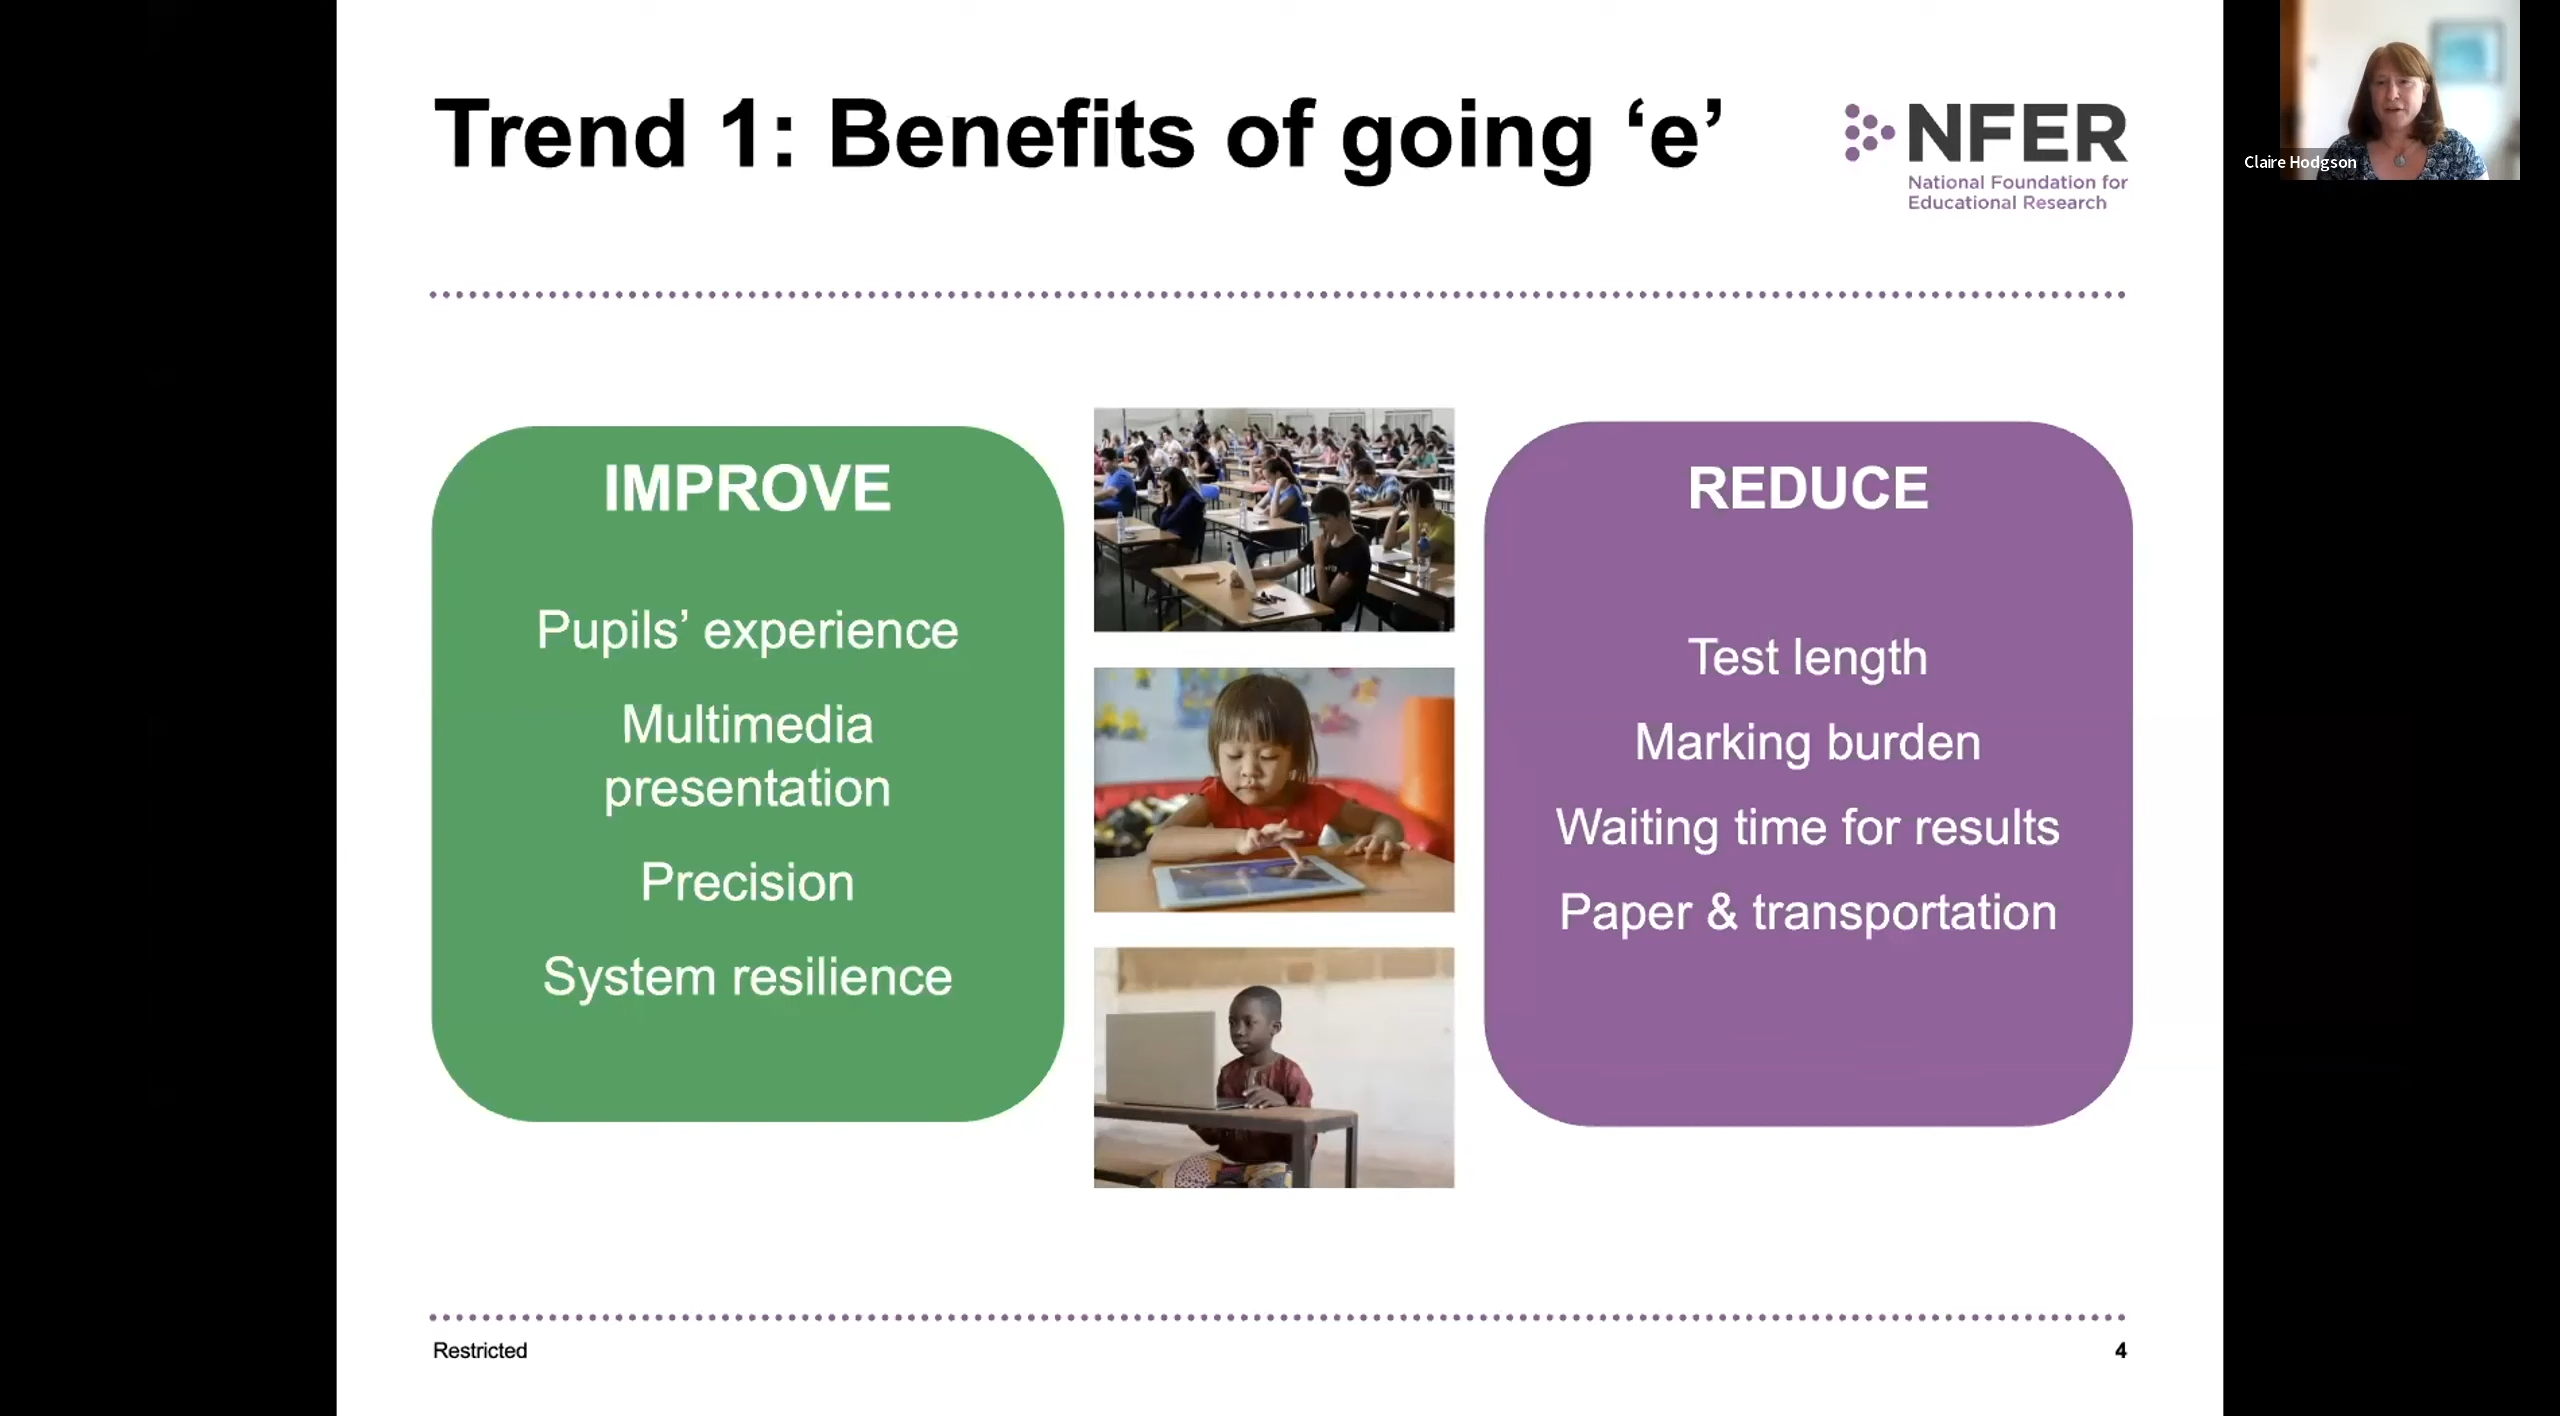 Trend 1: Benefits of going ‘e’
NFER
National Foundation for
Educational Research
Claire Hodgson
IMPROVE
Pupils’ experience
Multimedia
presentation
Precision
System resilience
REDUCE
Test length
Marking burden
Waiting time for results
Paper & transportation
Restricted
4